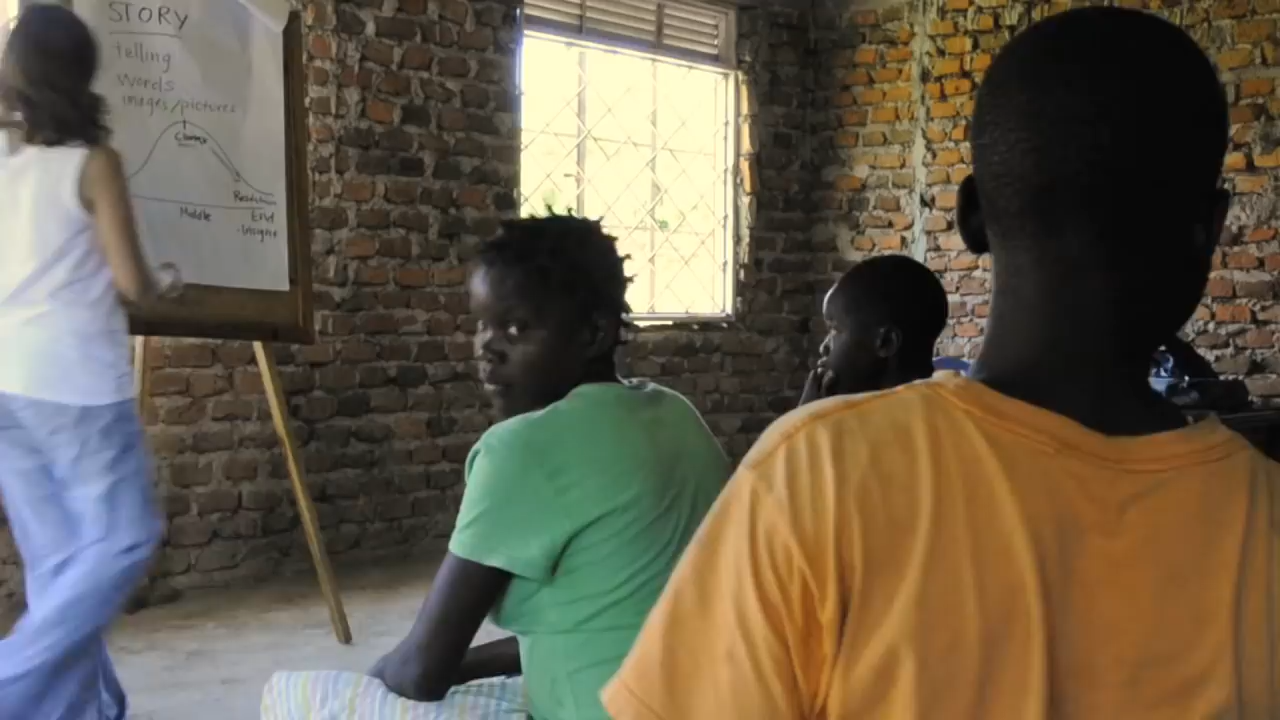 STORY
telling
words
images/pictures
Climax
Resolution
Middle
End